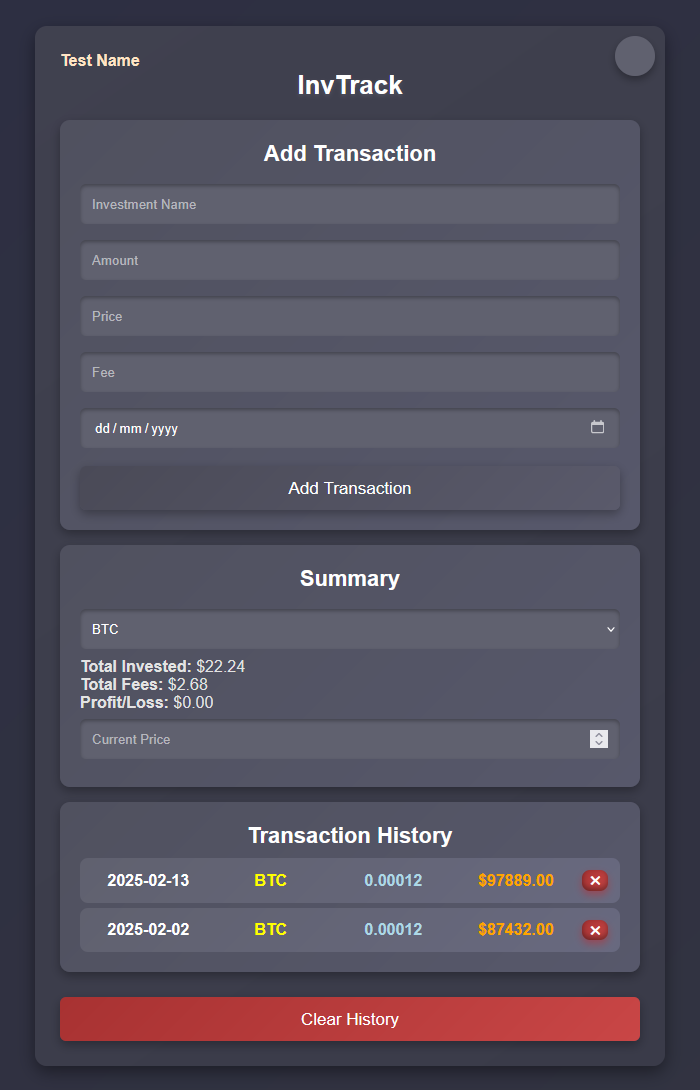 Test Name
InvTrack
Add Transaction
Investment Name
Amount
Price
Fee
dd / mm / yyyy
Add Transaction
Summary
BTC
Total Invested: $22.24
Total Fees: $2.68
Profit/Loss: $0.00
Current Price
Transaction History
2025-02-13 BTC 0.00012 $97889.00
2025-02-02 BTC 0.00012 $87432.00
Clear History